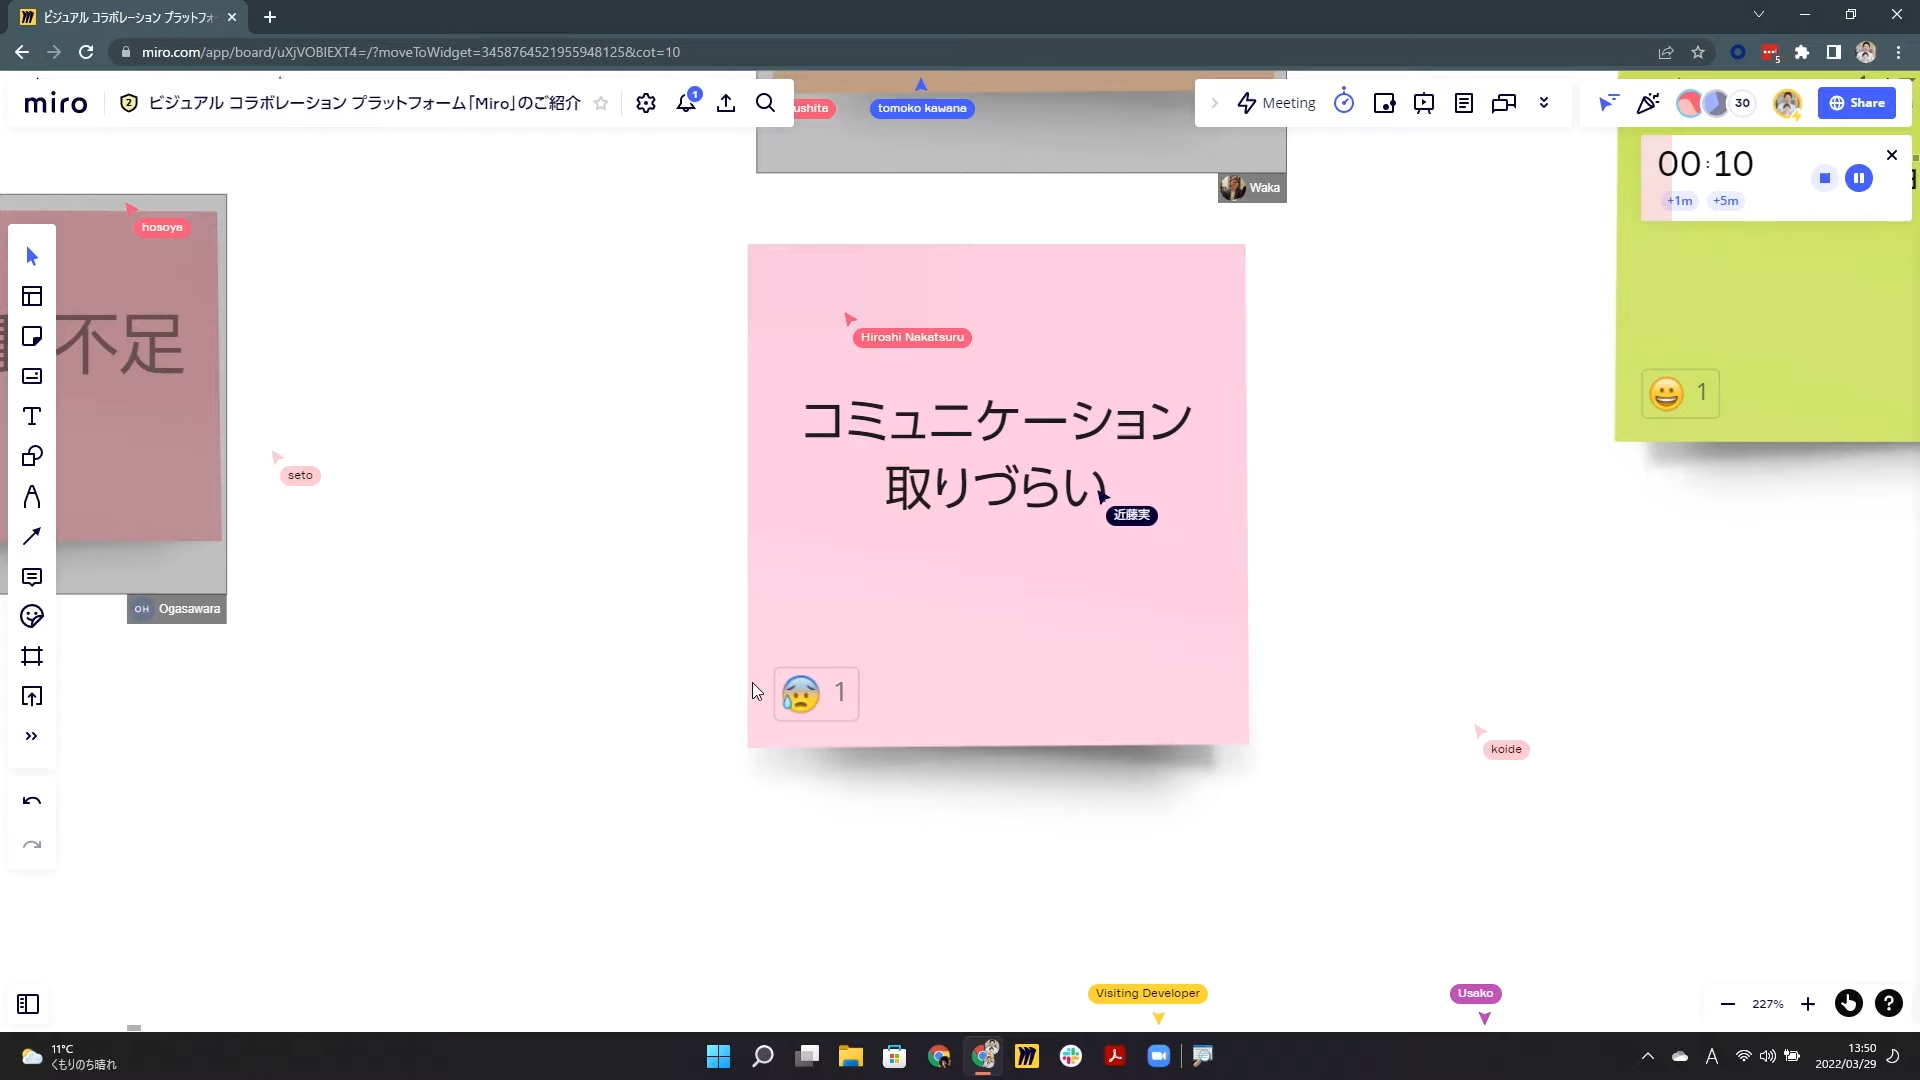 ビジュアル コラボレーション プラットフォー
miro.com/app/board/uXjVOBIEXT4=/?moveToWidget=3458764521955948125&cot=10
5
miro
2
ビジュアル コラボレーション プラットフォーム「Miro」のご紹介
1
ushita
tomoko kawana
Meeting
30
Share
00:10
+1m
+5m
Waka
hosoya
不足
seto
OH
Ogasawara
Hiroshi Nakatsuru
コミュニケーション
取りづらい
近藤実
1
1
koide
Visiting Developer
Usako
227%
?
11°C
くもりのち晴れ
A
13:50
2022/03/29